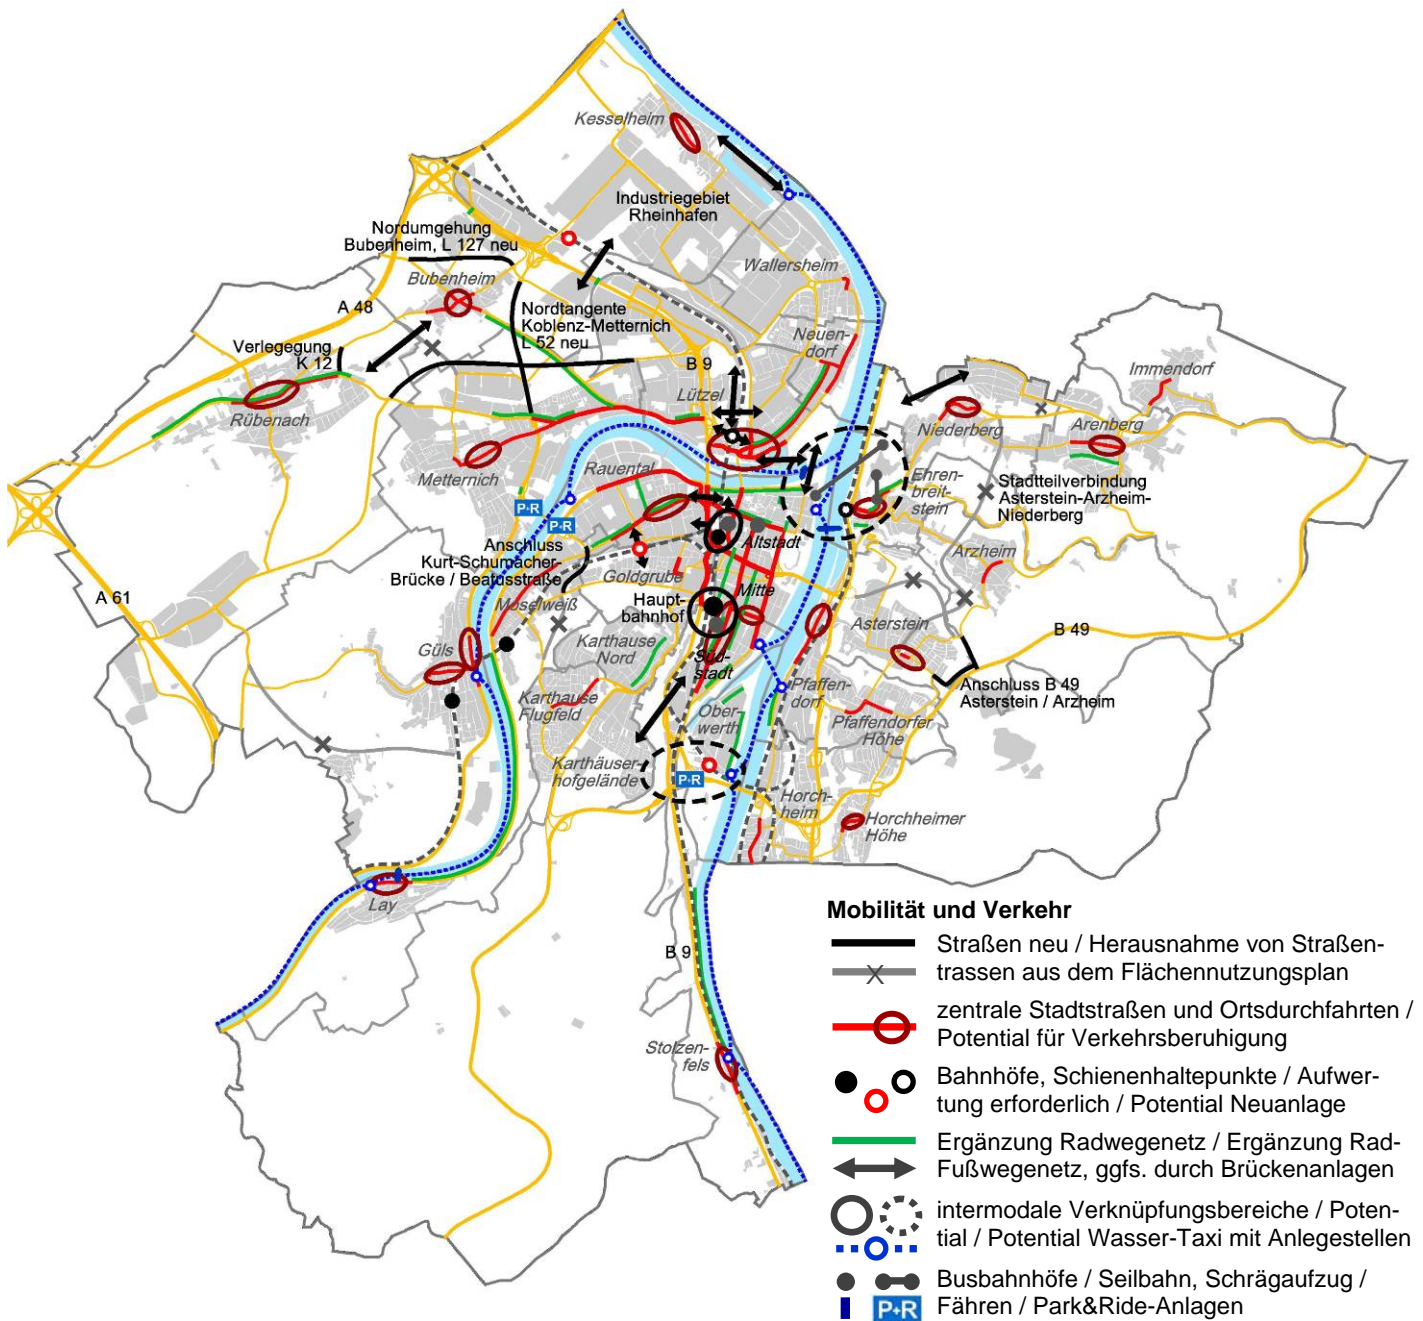 Kesselheim
Industriegebiet
Rheinhafen
Nordumgehung
Bubenheim, L 127 neu
Bubenheim
Wallersheim
A 48
Nordtangente
Koblenz-Metternich
L 52 neu
Neuen-
dorf
Verlegegung
K 12
B 9
Immendorf
Lützel
Rübenach
Niederberg
Arenberg
Metternich
Rauental
Ehren-
breit-
stein
Stadtteilverbindung
Asterstein-Arzheim-
Niederberg
P+R
P+R
Altstadt
Anschluss
Kurt-Schumacher-
Brücke / Beatusstraße
Arzheim
Goldgrube
Mitte
A 61
Moselweiß
Haupt-
bahnhof
Asterstein
B 49
Güls
Karthause
Nord
Süd-
stadt
Pfaffen-
dorf
Anschluss B 49
Asterstein / Arzheim
Karthause
Flugfeld
Ober-
werth
Pfaffendorfer
Höhe
Karthäuser-
hofgelände
P+R
Horch-
heim
Horchheimer
Höhe
Lay
B 9
Stolzen-
fels
Mobilität und Verkehr
Straßen neu / Herausnahme von Straßen-
trassen aus dem Flächennutzungsplan
zentrale Stadtstraßen und Ortsdurchfahrten /
Potential für Verkehrsberuhigung
Bahnhöfe, Schienenhaltepunkte / Aufwer-
tung erforderlich / Potential Neuanlage
Ergänzung Radwegenetz / Ergänzung Rad-
Fußwegenetz, ggfs. durch Brückenanlagen
intermodale Verknüpfungsbereiche / Poten-
tial / Potential Wasser-Taxi mit Anlegestellen
Busbahnhöfe / Seilbahn, Schrägaufzug /
P+R Fähren / Park&Ride-Anlagen